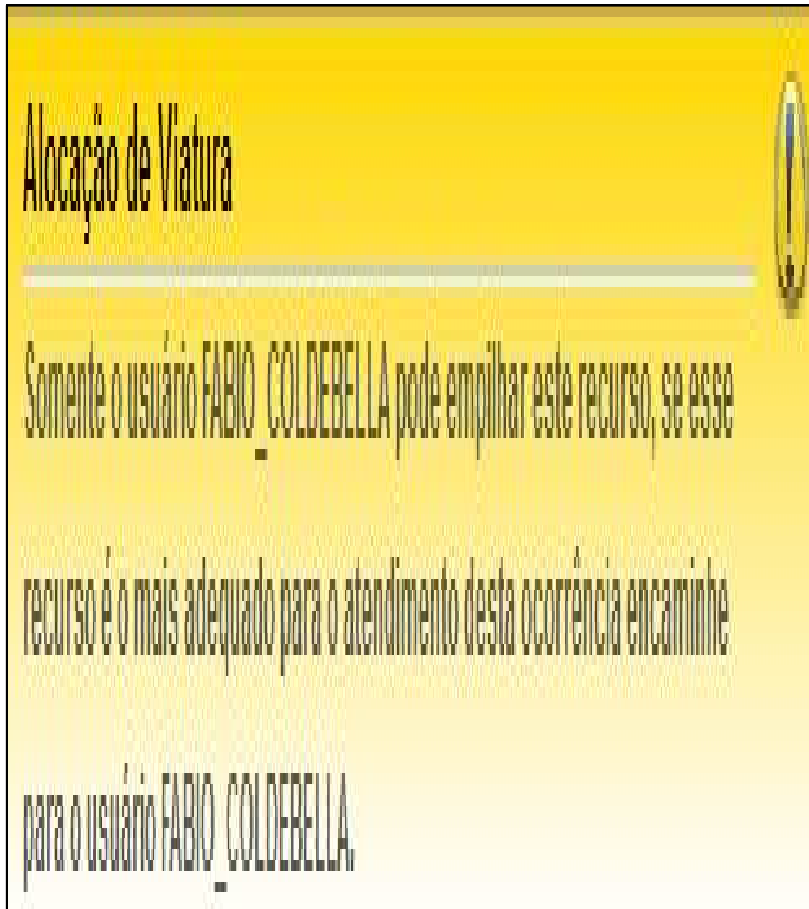 Alocação de Viatura
Somente o usuário FABIO_COLDEBELLA pode empilhar este recurso, se esse
recurso é o mais adequado para o atendimento desta ocorrência encaminhe
para o usuário FABIO_COLDEBELLA.